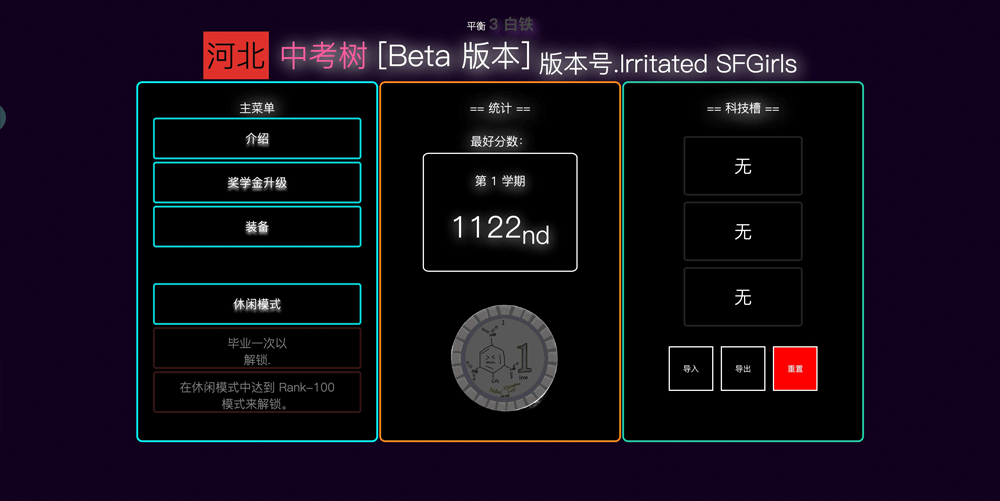 平衡 3 白铁
河北 中考树 [Beta 版本] 版本号.Irritated SFGirls
主菜单
介绍
奖学金升级
装备
休闲模式
毕业一次以
解锁.
在休闲模式中达到 Rank-100
模式来解锁。
== 统计 ==
最好分数：
第 1 学期
1122nd
1
== 科技槽 ==
无
无
无
导入
导出
重置